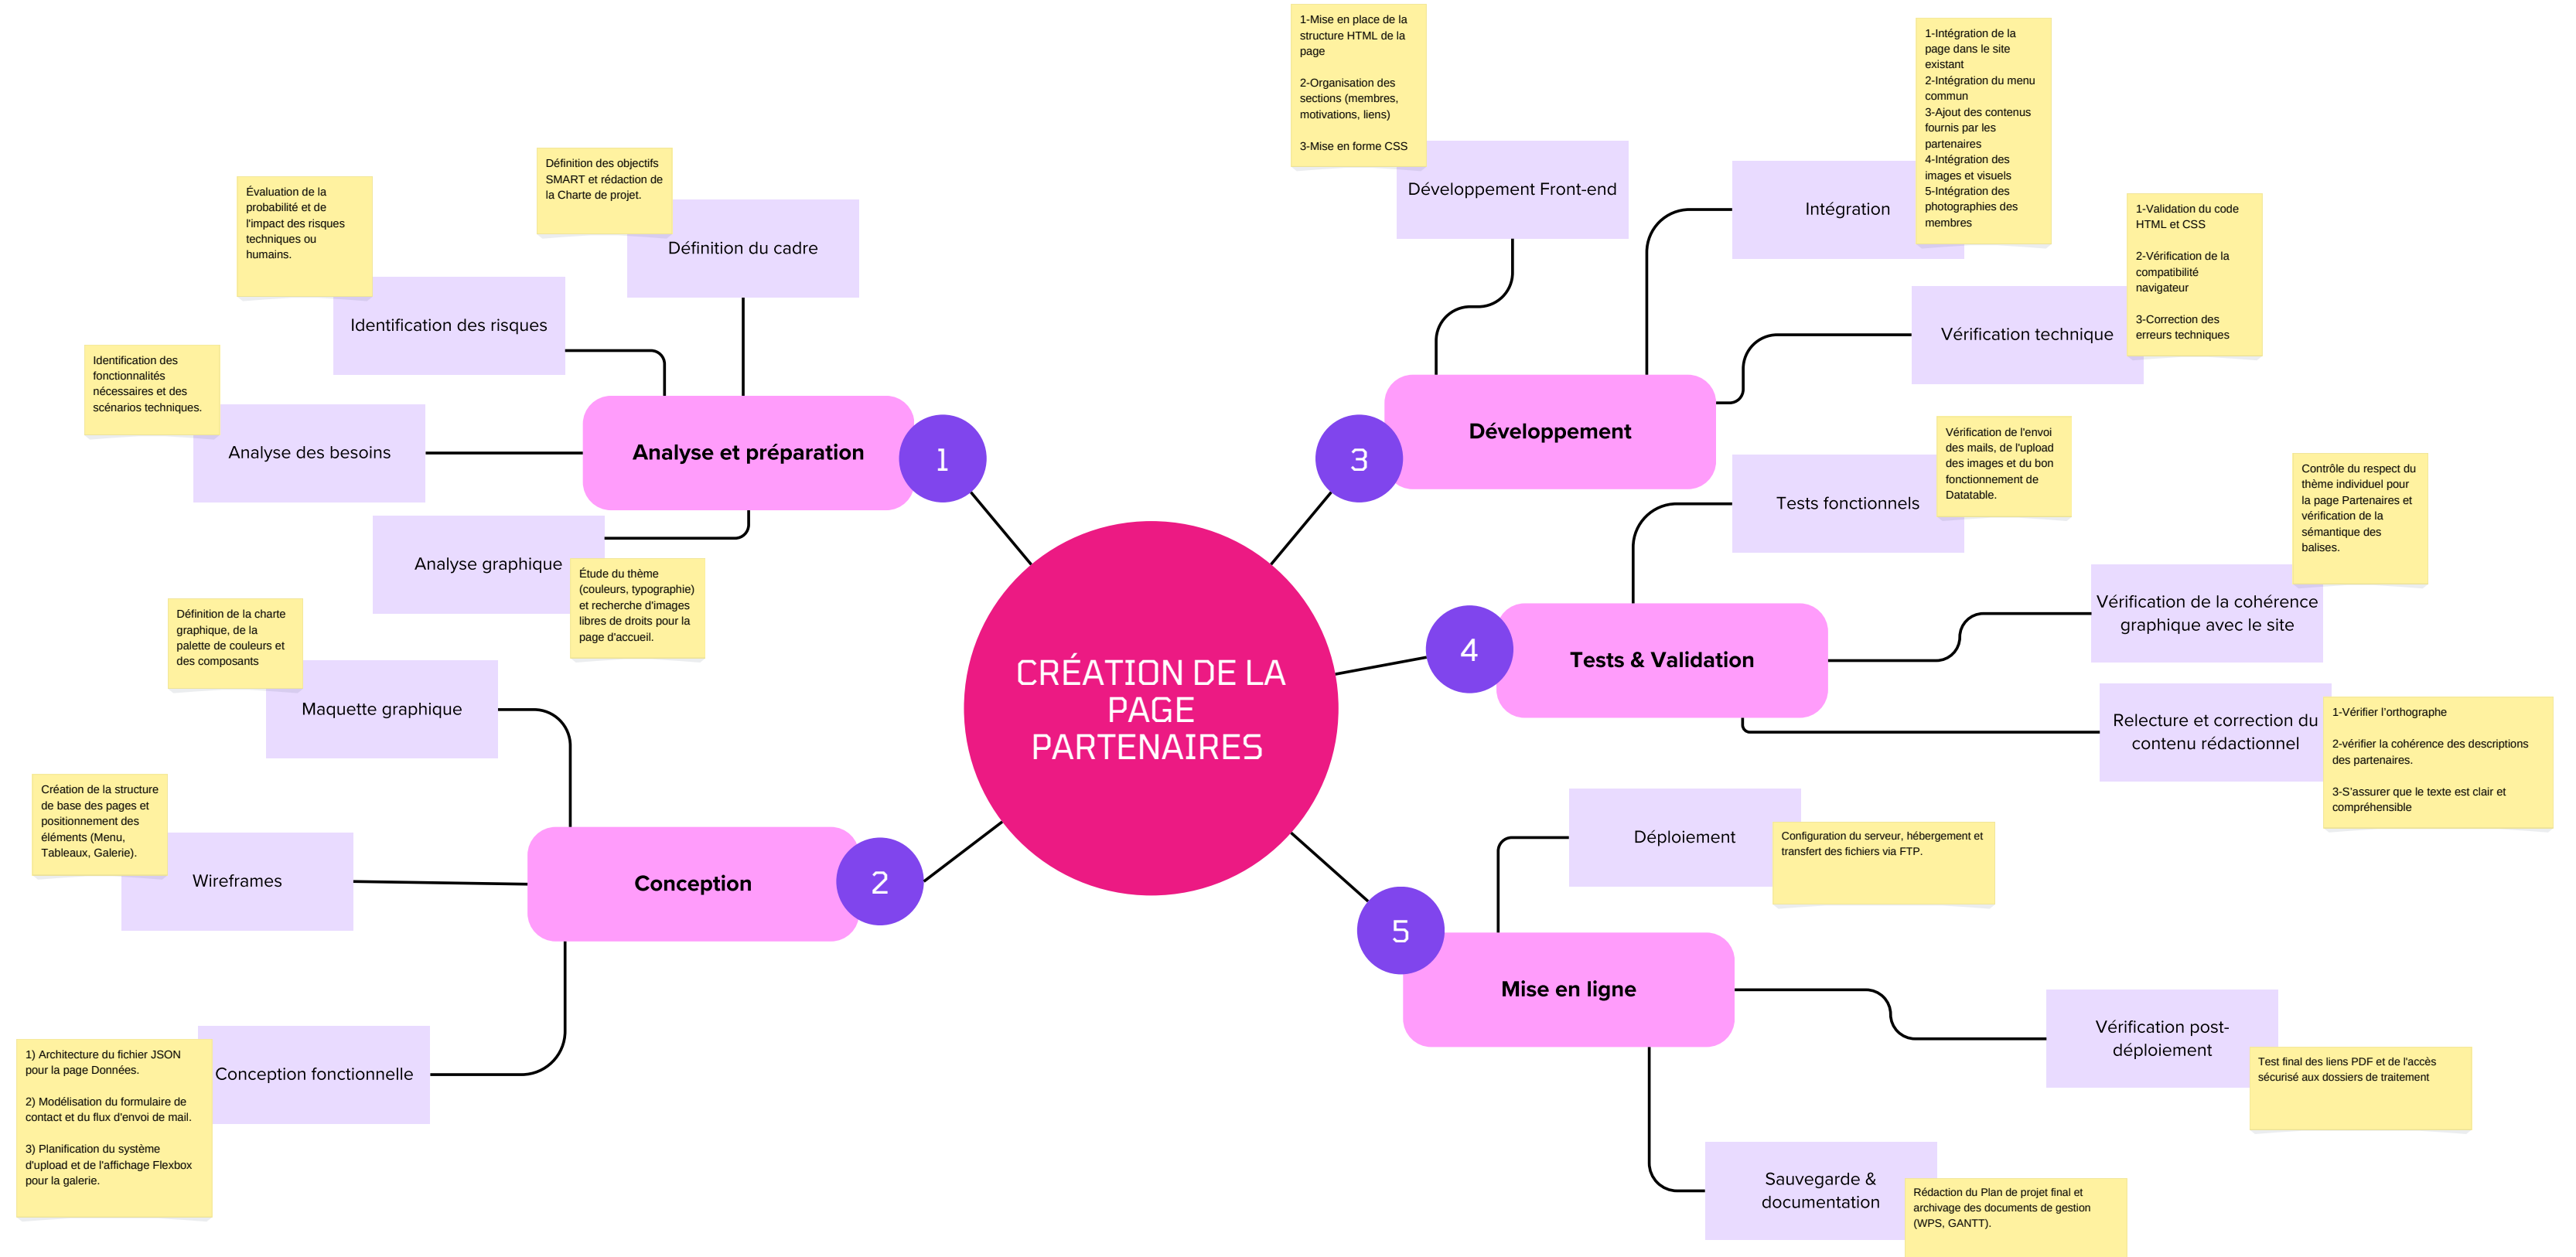 CRÉATION DE LA
PAGE
PARTENAIRES
1
Analyse et préparation
Définition du cadre
Définition des objectifs
SMART et rédaction de
la Charte de projet.
Identification des risques
Évaluation de la
probabilité et de
l'impact des risques
techniques ou
humains.
Analyse des besoins
Identification des
fonctionnalités
nécessaires et des
scénarios techniques.
Analyse graphique
Étude du thème
(couleurs, typographie)
et recherche d'images
libres de droits pour la
page d'accueil.
2
Conception
Maquette graphique
Définition de la charte
graphique, de la
palette de couleurs et
des composants
Wireframes
Création de la structure
de base des pages et
positionnement des
éléments (Menu,
Tableaux, Galerie).
Conception fonctionnelle
1) Architecture du fichier JSON
pour la page Données.
2) Modélisation du formulaire de
contact et du flux d'envoi de mail.
3) Planification du système
d'upload et de l'affichage Flexbox
pour la galerie.
3
Développement
Développement Front-end
1-Mise en place de la
structure HTML de la
page
2-Organisation des
sections (membres,
motivations, liens)
3-Mise en forme CSS
Intégration
1-Intégration de la
page dans le site
existant
2-Intégration du menu
commun
3-Ajout des contenus
fournis par les
partenaires
4-Intégration des
images et visuels
5-Intégration des
photographies des
membres
Vérification technique
1-Validation du code
HTML et CSS
2-Vérification de la
compatibilité
navigateur
3-Correction des
erreurs techniques
4
Tests & Validation
Tests fonctionnels
Vérification de l'envoi
des mails, de l'upload
des images et du bon
fonctionnement de
Datatable.
Vérification de la cohérence
graphique avec le site
Contrôle du respect du
thème individuel pour
la page Partenaires et
vérification de la
sémantique des
balises.
Relecture et correction du
contenu rédactionnel
1-Vérifier l'orthographe
2-vérifier la cohérence des descriptions
des partenaires.
3-S'assurer que le texte est clair et
compréhensible
5
Mise en ligne
Déploiement
Configuration du serveur, hébergement et
transfert des fichiers via FTP.
Vérification post-
déploiement
Test final des liens PDF et de l'accès
sécurisé aux dossiers de traitement
Sauvegarde &
documentation
Rédaction du Plan de projet final et
archivage des documents de gestion
(WPS, GANTT).